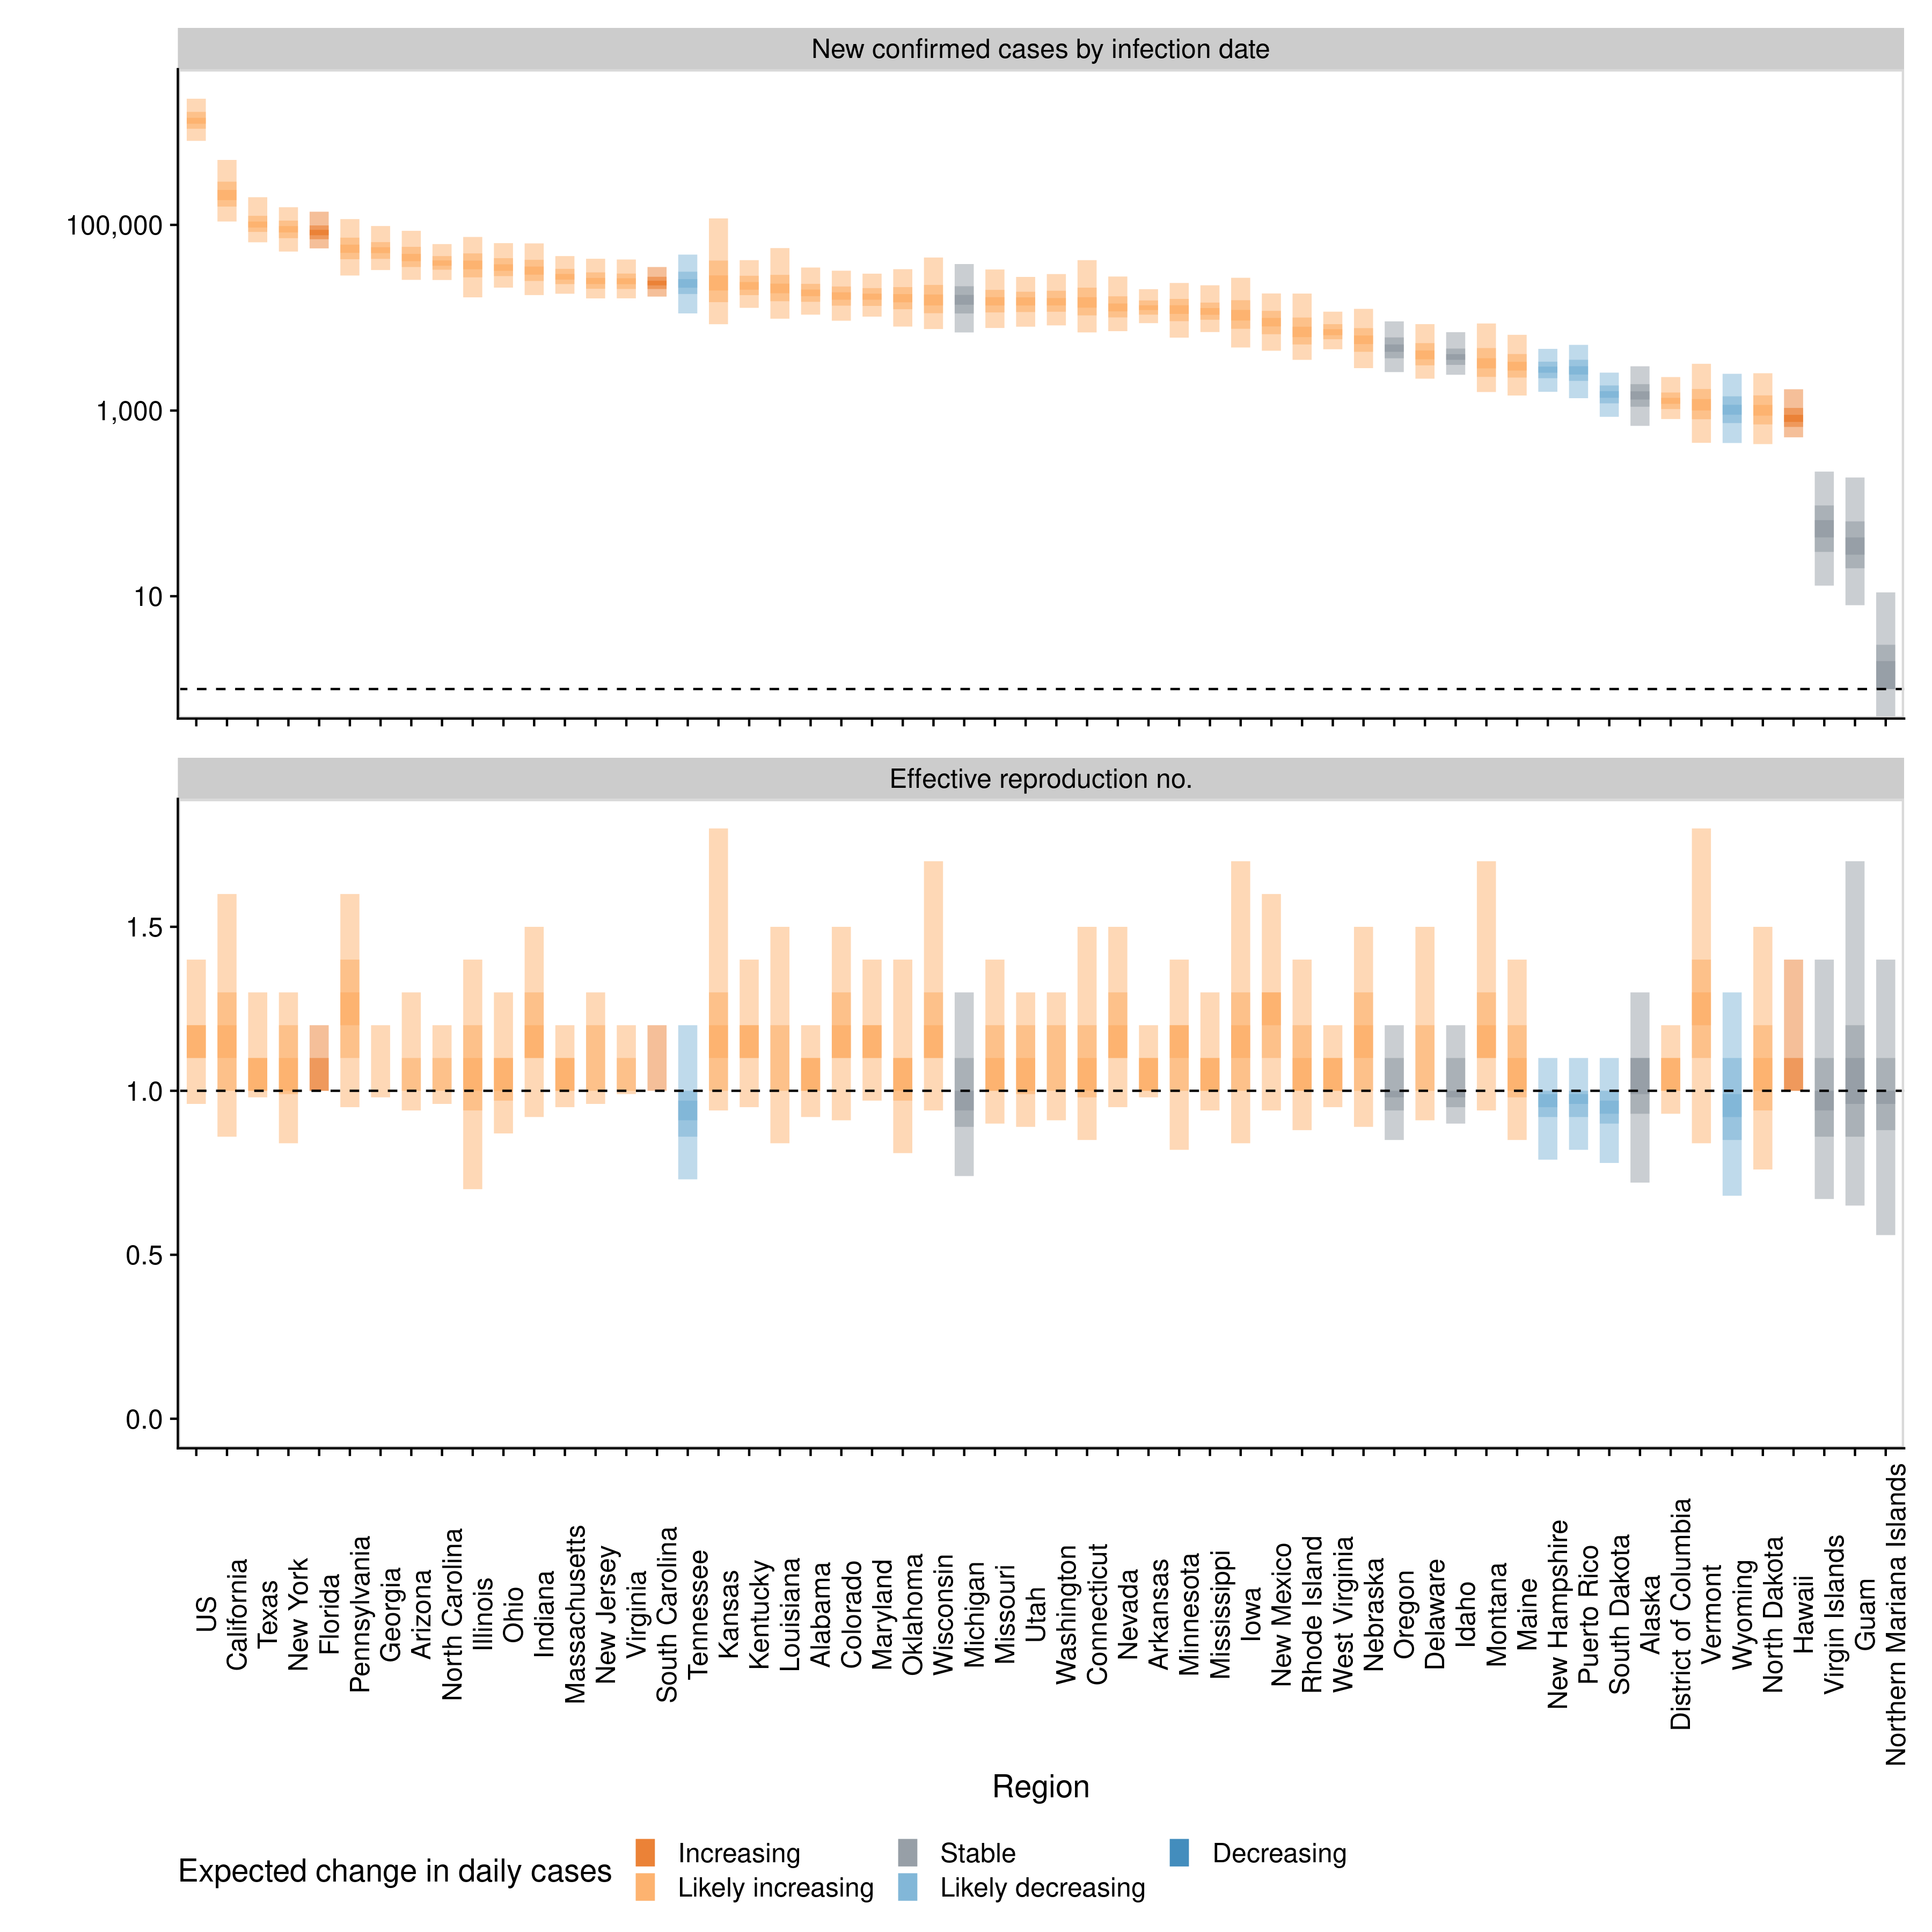 New confirmed cases by infection date
100,000
1,000
10
Effective reproduction no.
1.5
1.0
0.5
0.0
US
California
Texas
New York
Florida
Pennsylvania
Georgia
Arizona
North Carolina
Illinois
Ohio
Indiana
Massachusetts
New Jersey
Virginia
South Carolina
Tennessee
Kansas
Kentucky
Louisiana
Alabama
Colorado
Maryland
Oklahoma
Wisconsin
Michigan
Missouri
Utah
Washington
Connecticut
Nevada
Arkansas
Minnesota
Mississippi
Iowa
New Mexico
Rhode Island
West Virginia
Nebraska
Oregon
Delaware
Idaho
Montana
Maine
New Hampshire
Puerto Rico
South Dakota
Alaska
District of Columbia
Vermont
Wyoming
North Dakota
Hawaii
Virgin Islands
Guam
Northern Mariana Islands
Region
Expected change in daily cases
Increasing
Likely increasing
Stable
Likely decreasing
Decreasing